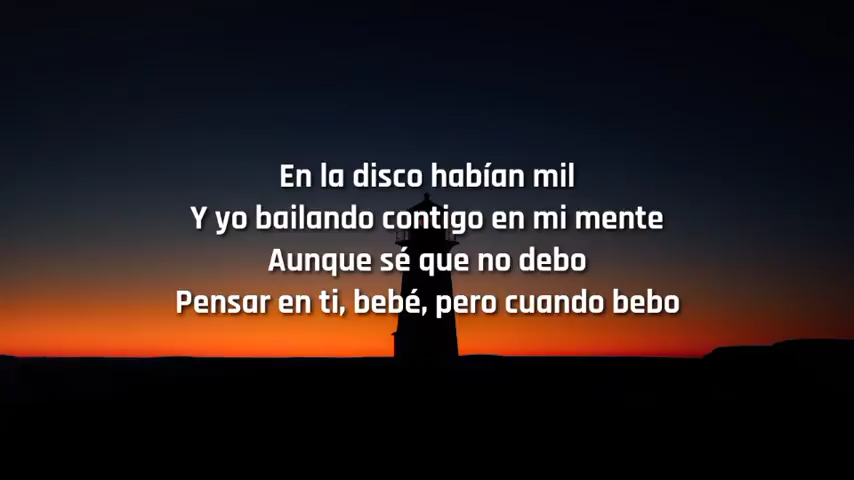 En la disco habían mil
Y yo bailando contigo en mi mente
Aunque sé que no debo
Pensar en ti, bebé, pero cuando bebo